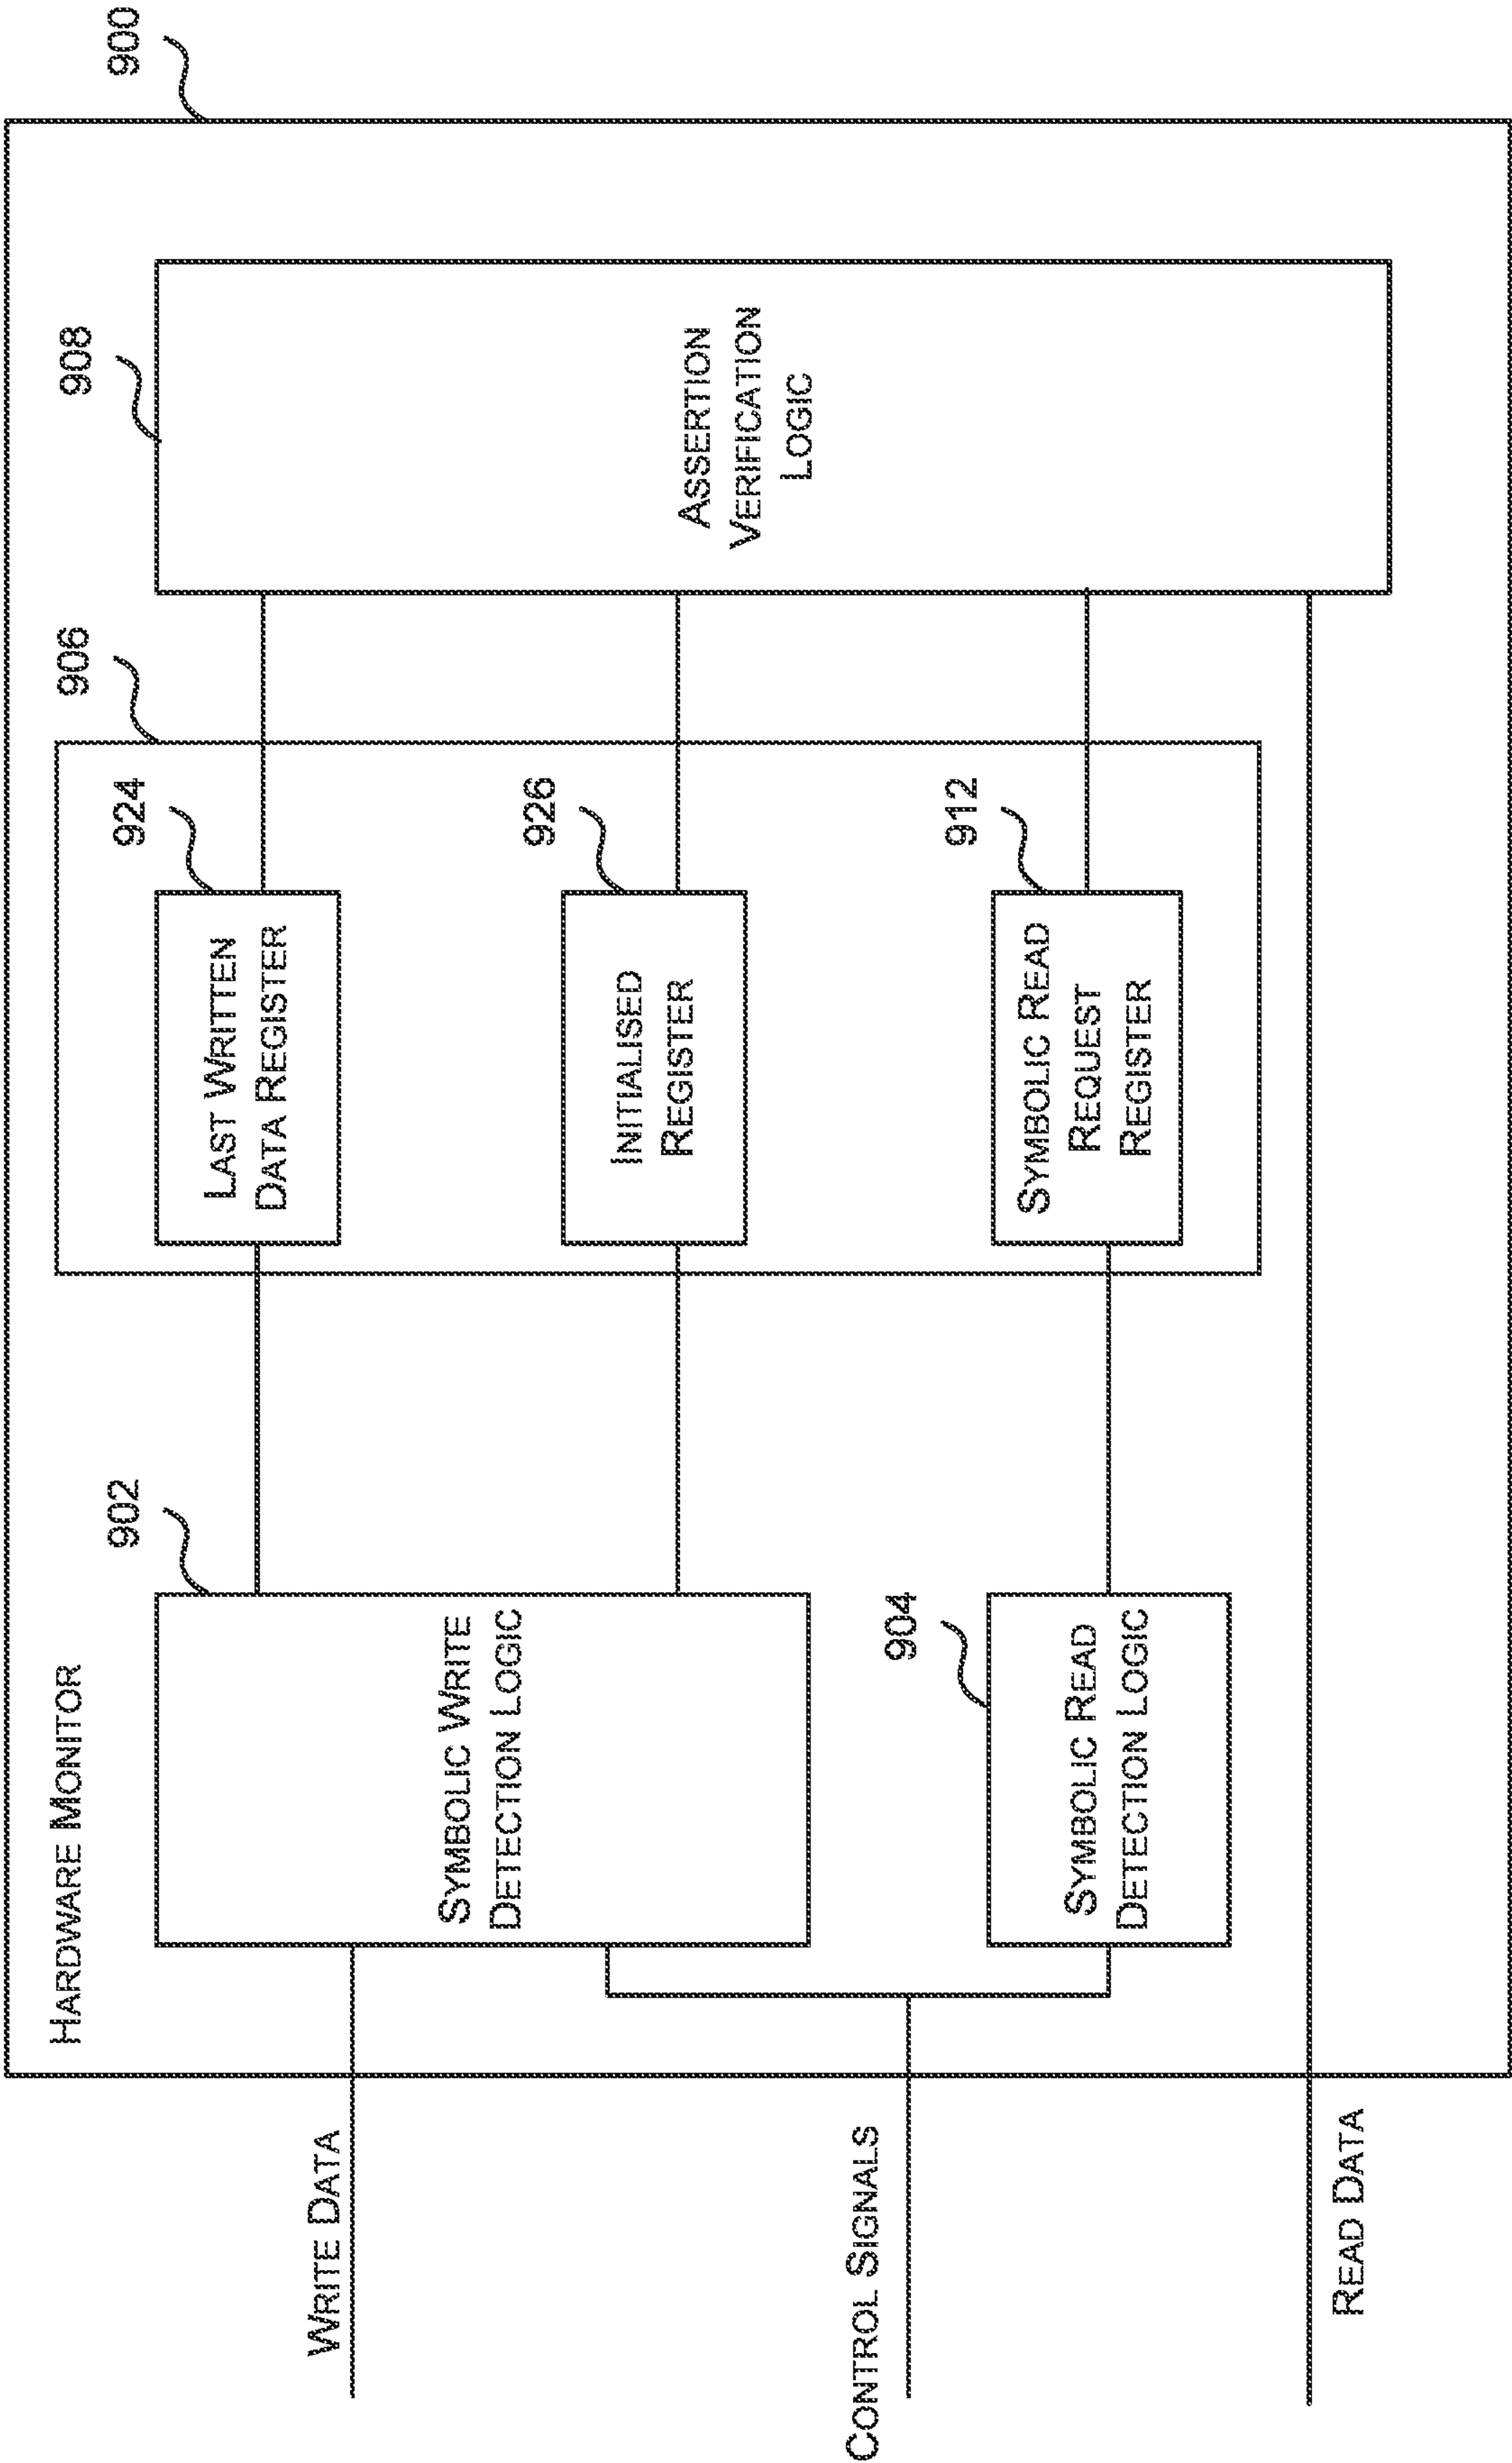 900
HARDWARE MONITOR
902
924
906
908
WRITE DATA
SYMBOLIC WRITE
DETECTION LOGIC
LAST WRITTEN
DATA REGISTER
926
INITIALISED
REGISTER
ASSERTION
VERIFICATION
LOGIC
CONTROL SIGNALS
904
SYMBOLIC READ
DETECTION LOGIC
912
SYMBOLIC READ
REQUEST
REGISTER
READ DATA